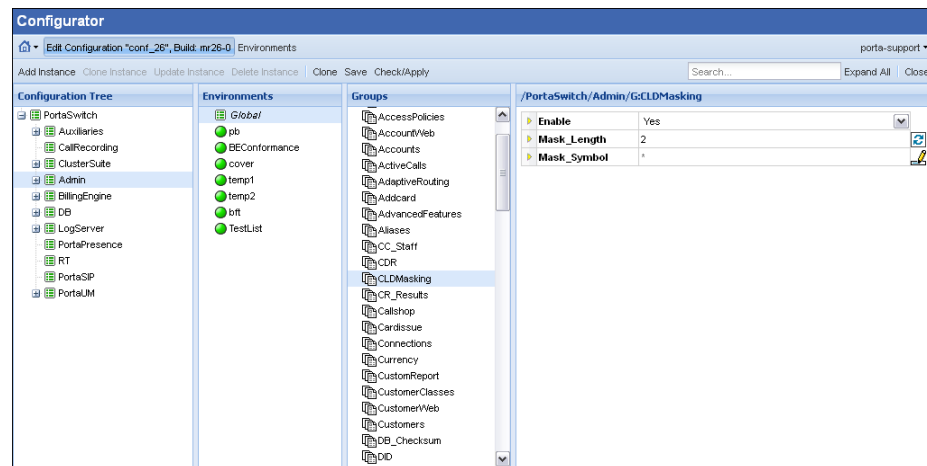 Configurator
Edit Configuration "conf_26", Build: mr26-0 Environments porta-support
Add Instance Clone Instance Update Instance Delete Instance Clone Save Check/Apply Search... Expand All Close
Configuration Tree
PortaSwitch
Auxiliaries
CallRecording
ClusterSuite
Admin
BillingEngine
DB
LogServer
PortaPresence
RT
PortaSIP
PortaUM
Environments
Global
pb
BEConformance
cover
temp1
temp2
bft
TestList
Groups
AccessPolicies
AccountWeb
Accounts
ActiveCalls
AdaptiveRouting
Addcard
AdvancedFeatures
Aliases
CC_Staff
CDR
CLDMasking
CR_Results
Callshop
Cardissue
Connections
Currency
CustomReport
CustomerClasses
CustomerWeb
Customers
DB_Checksum
DID
/PortaSwitch/Admin/G:CLDMasking
Enable Yes
Mask_Length 2
Mask_Symbol *